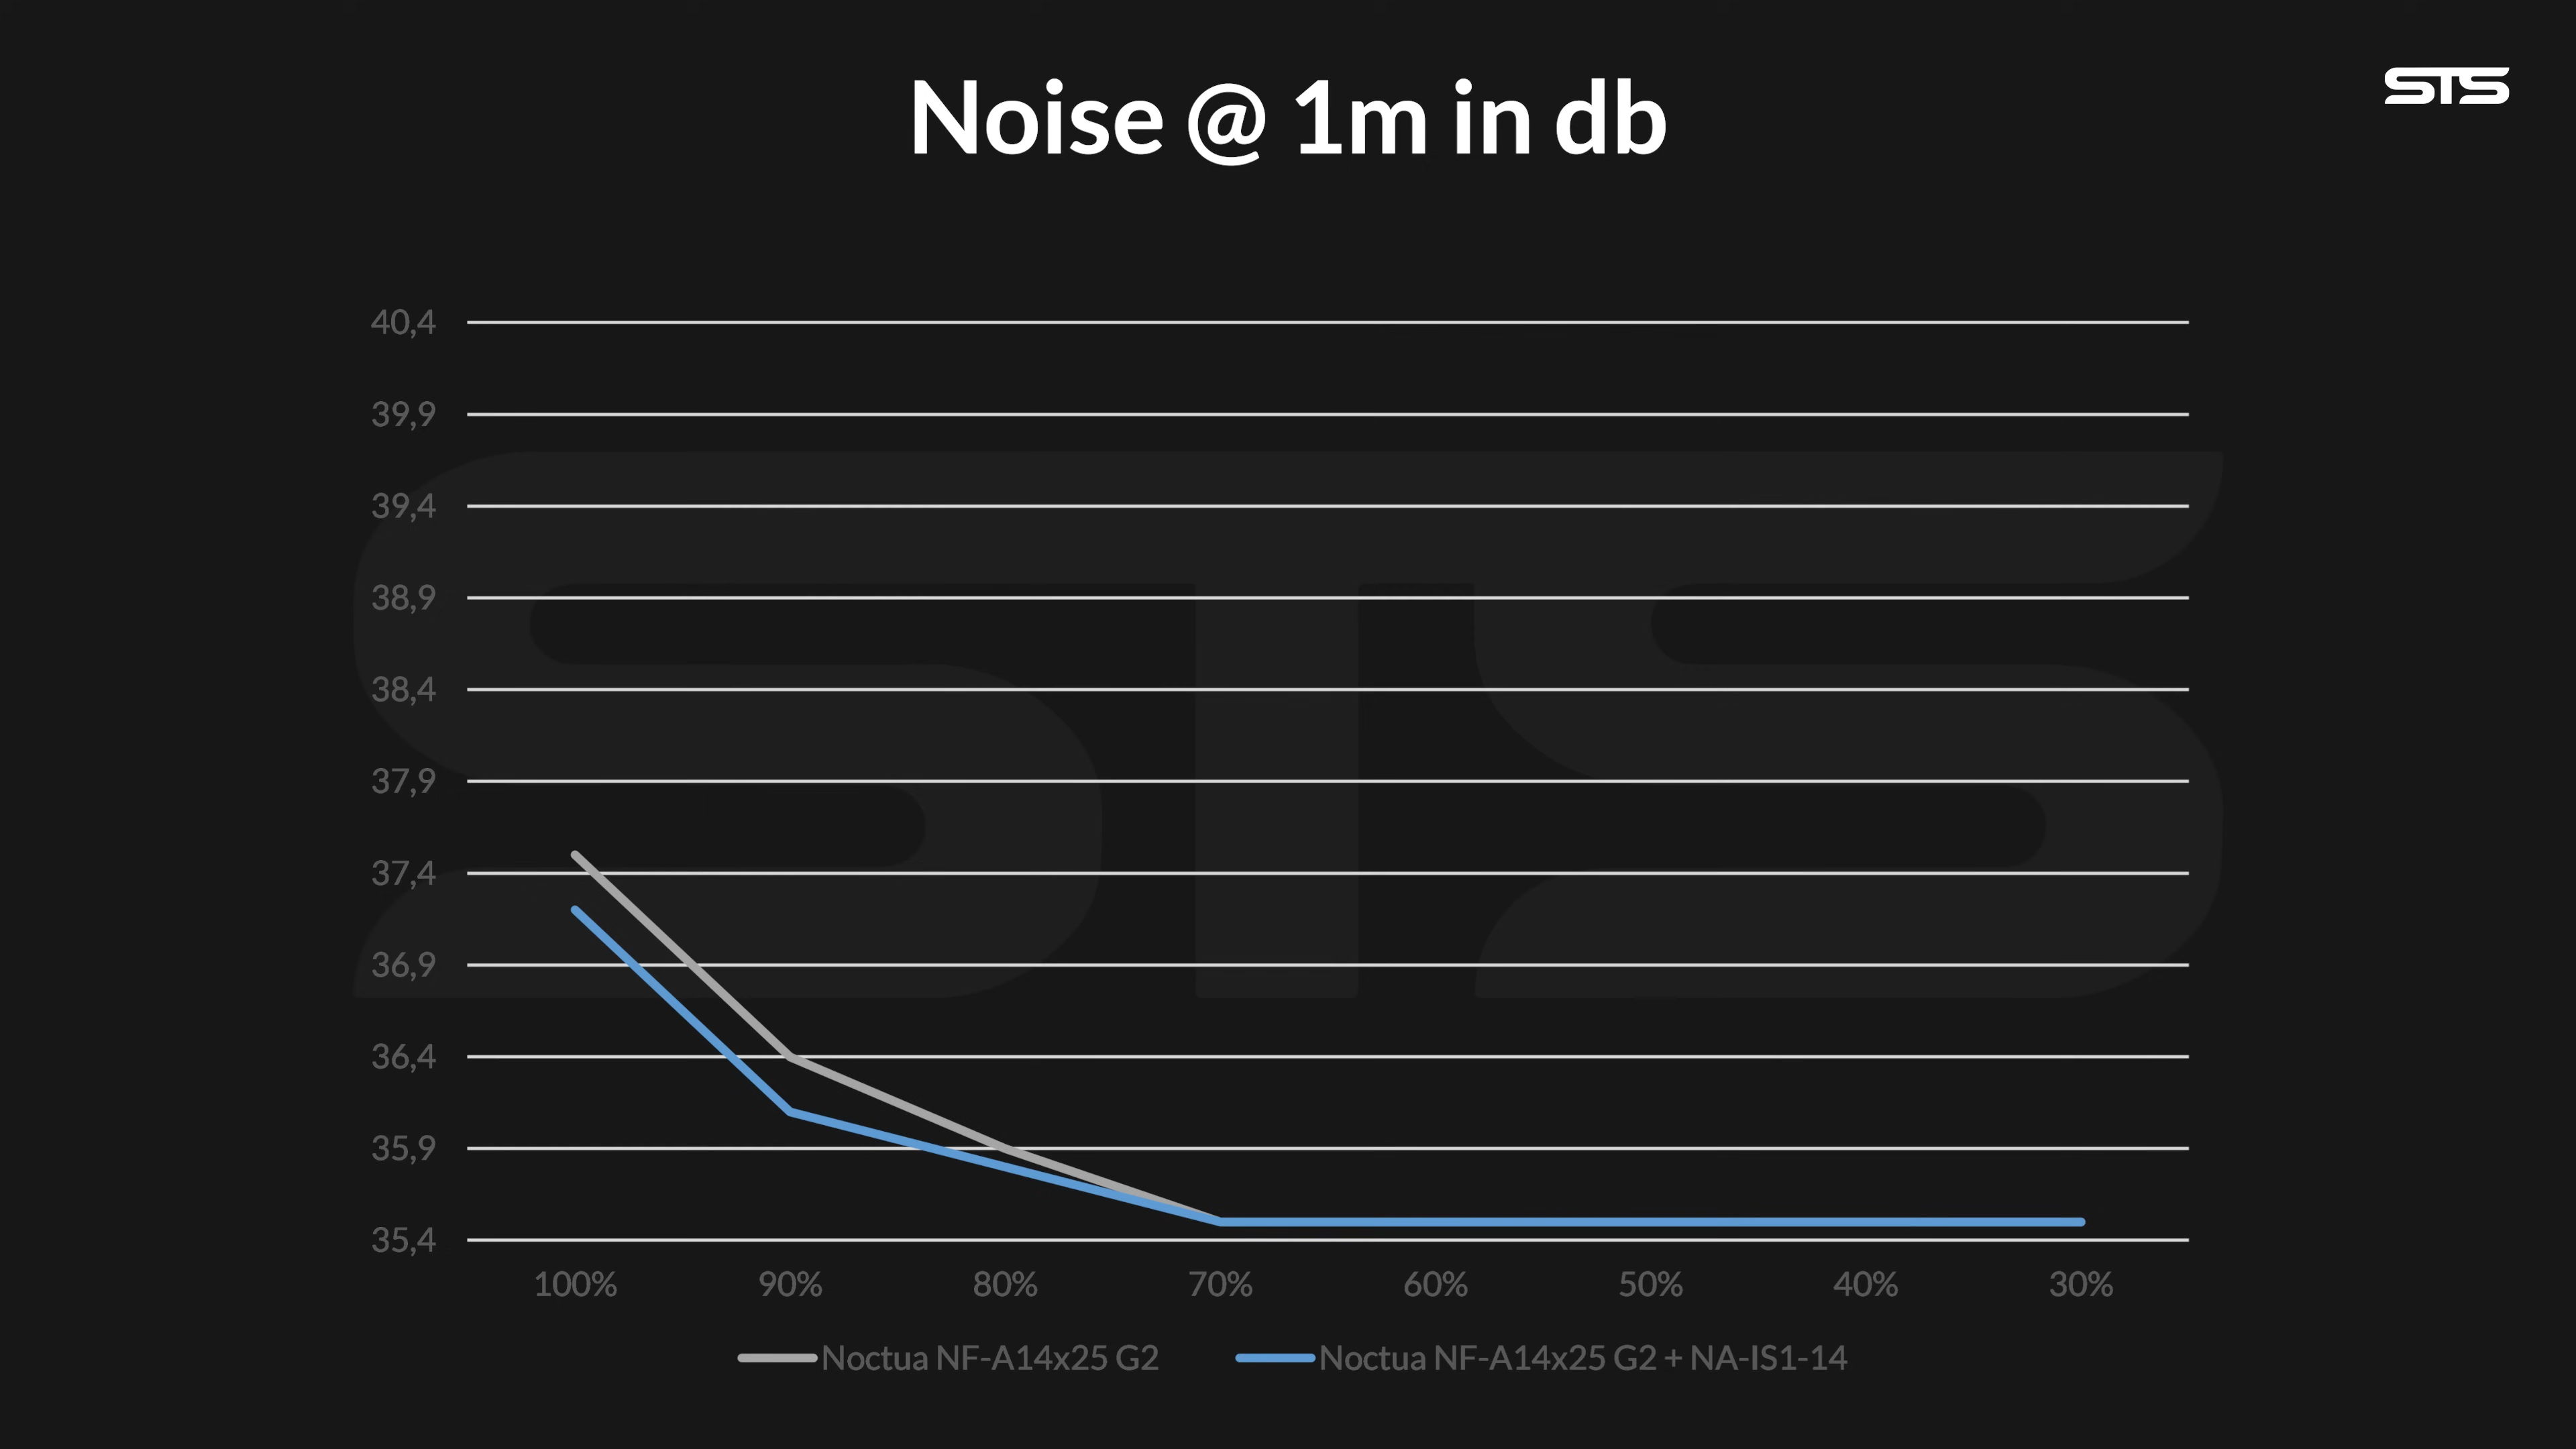 Noise @ 1m in db
STS
40,4
39,9
39,4
38,9
38,4
37,9
37,4
36,9
36,4
35,9
35,4
100% 90% 80% 70% 60% 50% 40% 30%
Noctua NF-A14x25 G2 Noctua NF-A14x25 G2 + NA-IS1-14
STS